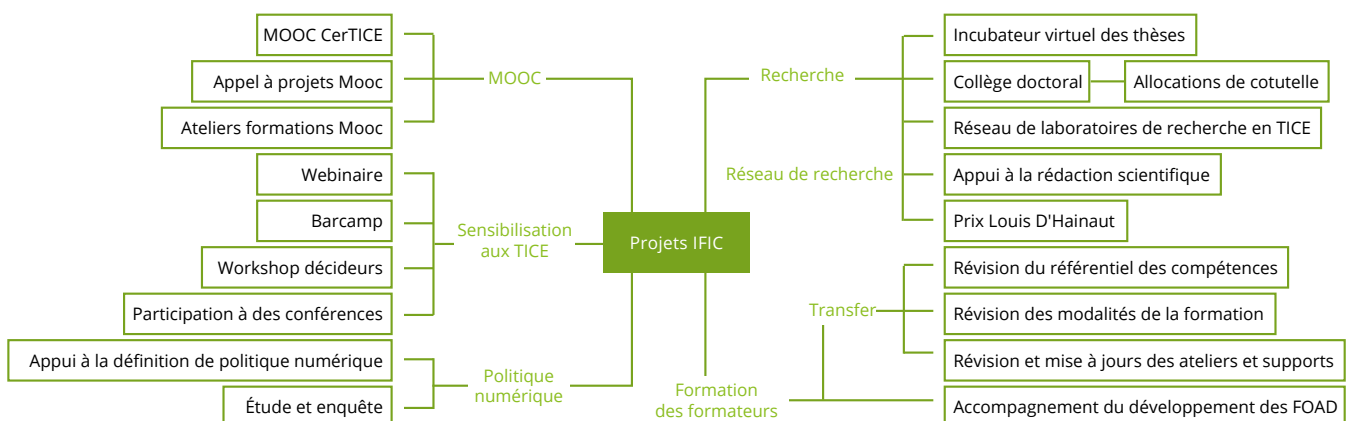 MOOC CerTICE
Appel à projets Mooc
Ateliers formations Mooc
MOOC
Webinaire
Barcamp
Workshop décideurs
Participation à des conférences
Sensibilisation
aux TICE
Appui à la définition de politique numérique
Étude et enquête
Politique
numérique
Projets IFIC
Recherche
Incubateur virtuel des thèses
Collège doctoral
Allocations de cotutelle
Réseau de laboratoires de recherche en TICE
Réseau de recherche
Appui à la rédaction scientifique
Prix Louis D'Hainaut
Transfer
Révision du référentiel des compétences
Révision des modalités de la formation
Révision et mise à jours des ateliers et supports
Formation
des formateurs
Accompagnement du développement des FOAD